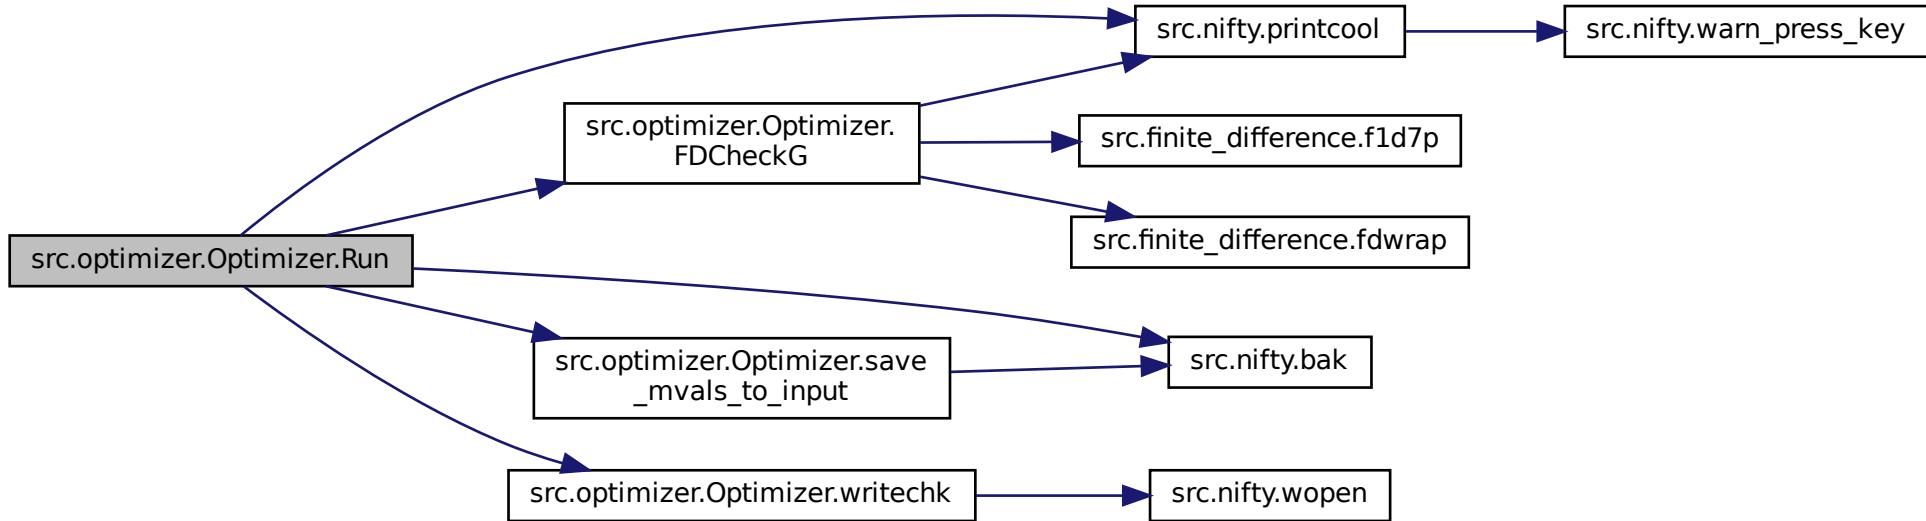 src.nifty.printcool
src.nifty.warn_press_key
src.optimizer.Optimizer.
FDCheckG
src.finite_difference.f1d7p
src.finite_difference.fdwrap
src.optimizer.Optimizer.Run
src.optimizer.Optimizer.save
_mvals_to_input
src.nifty.bak
src.optimizer.Optimizer.writechk
src.nifty.wopen